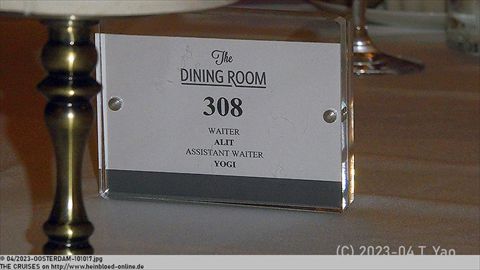 The
DINING ROOM
308
WAITER
ALIT
ASSISTANT WAITER
YOGI
(C) 2023-04 T. Yao
© 04/2023-OOSTERDAM-101017.jpg
THE CRUISES on http://www.heinbloed-online.de